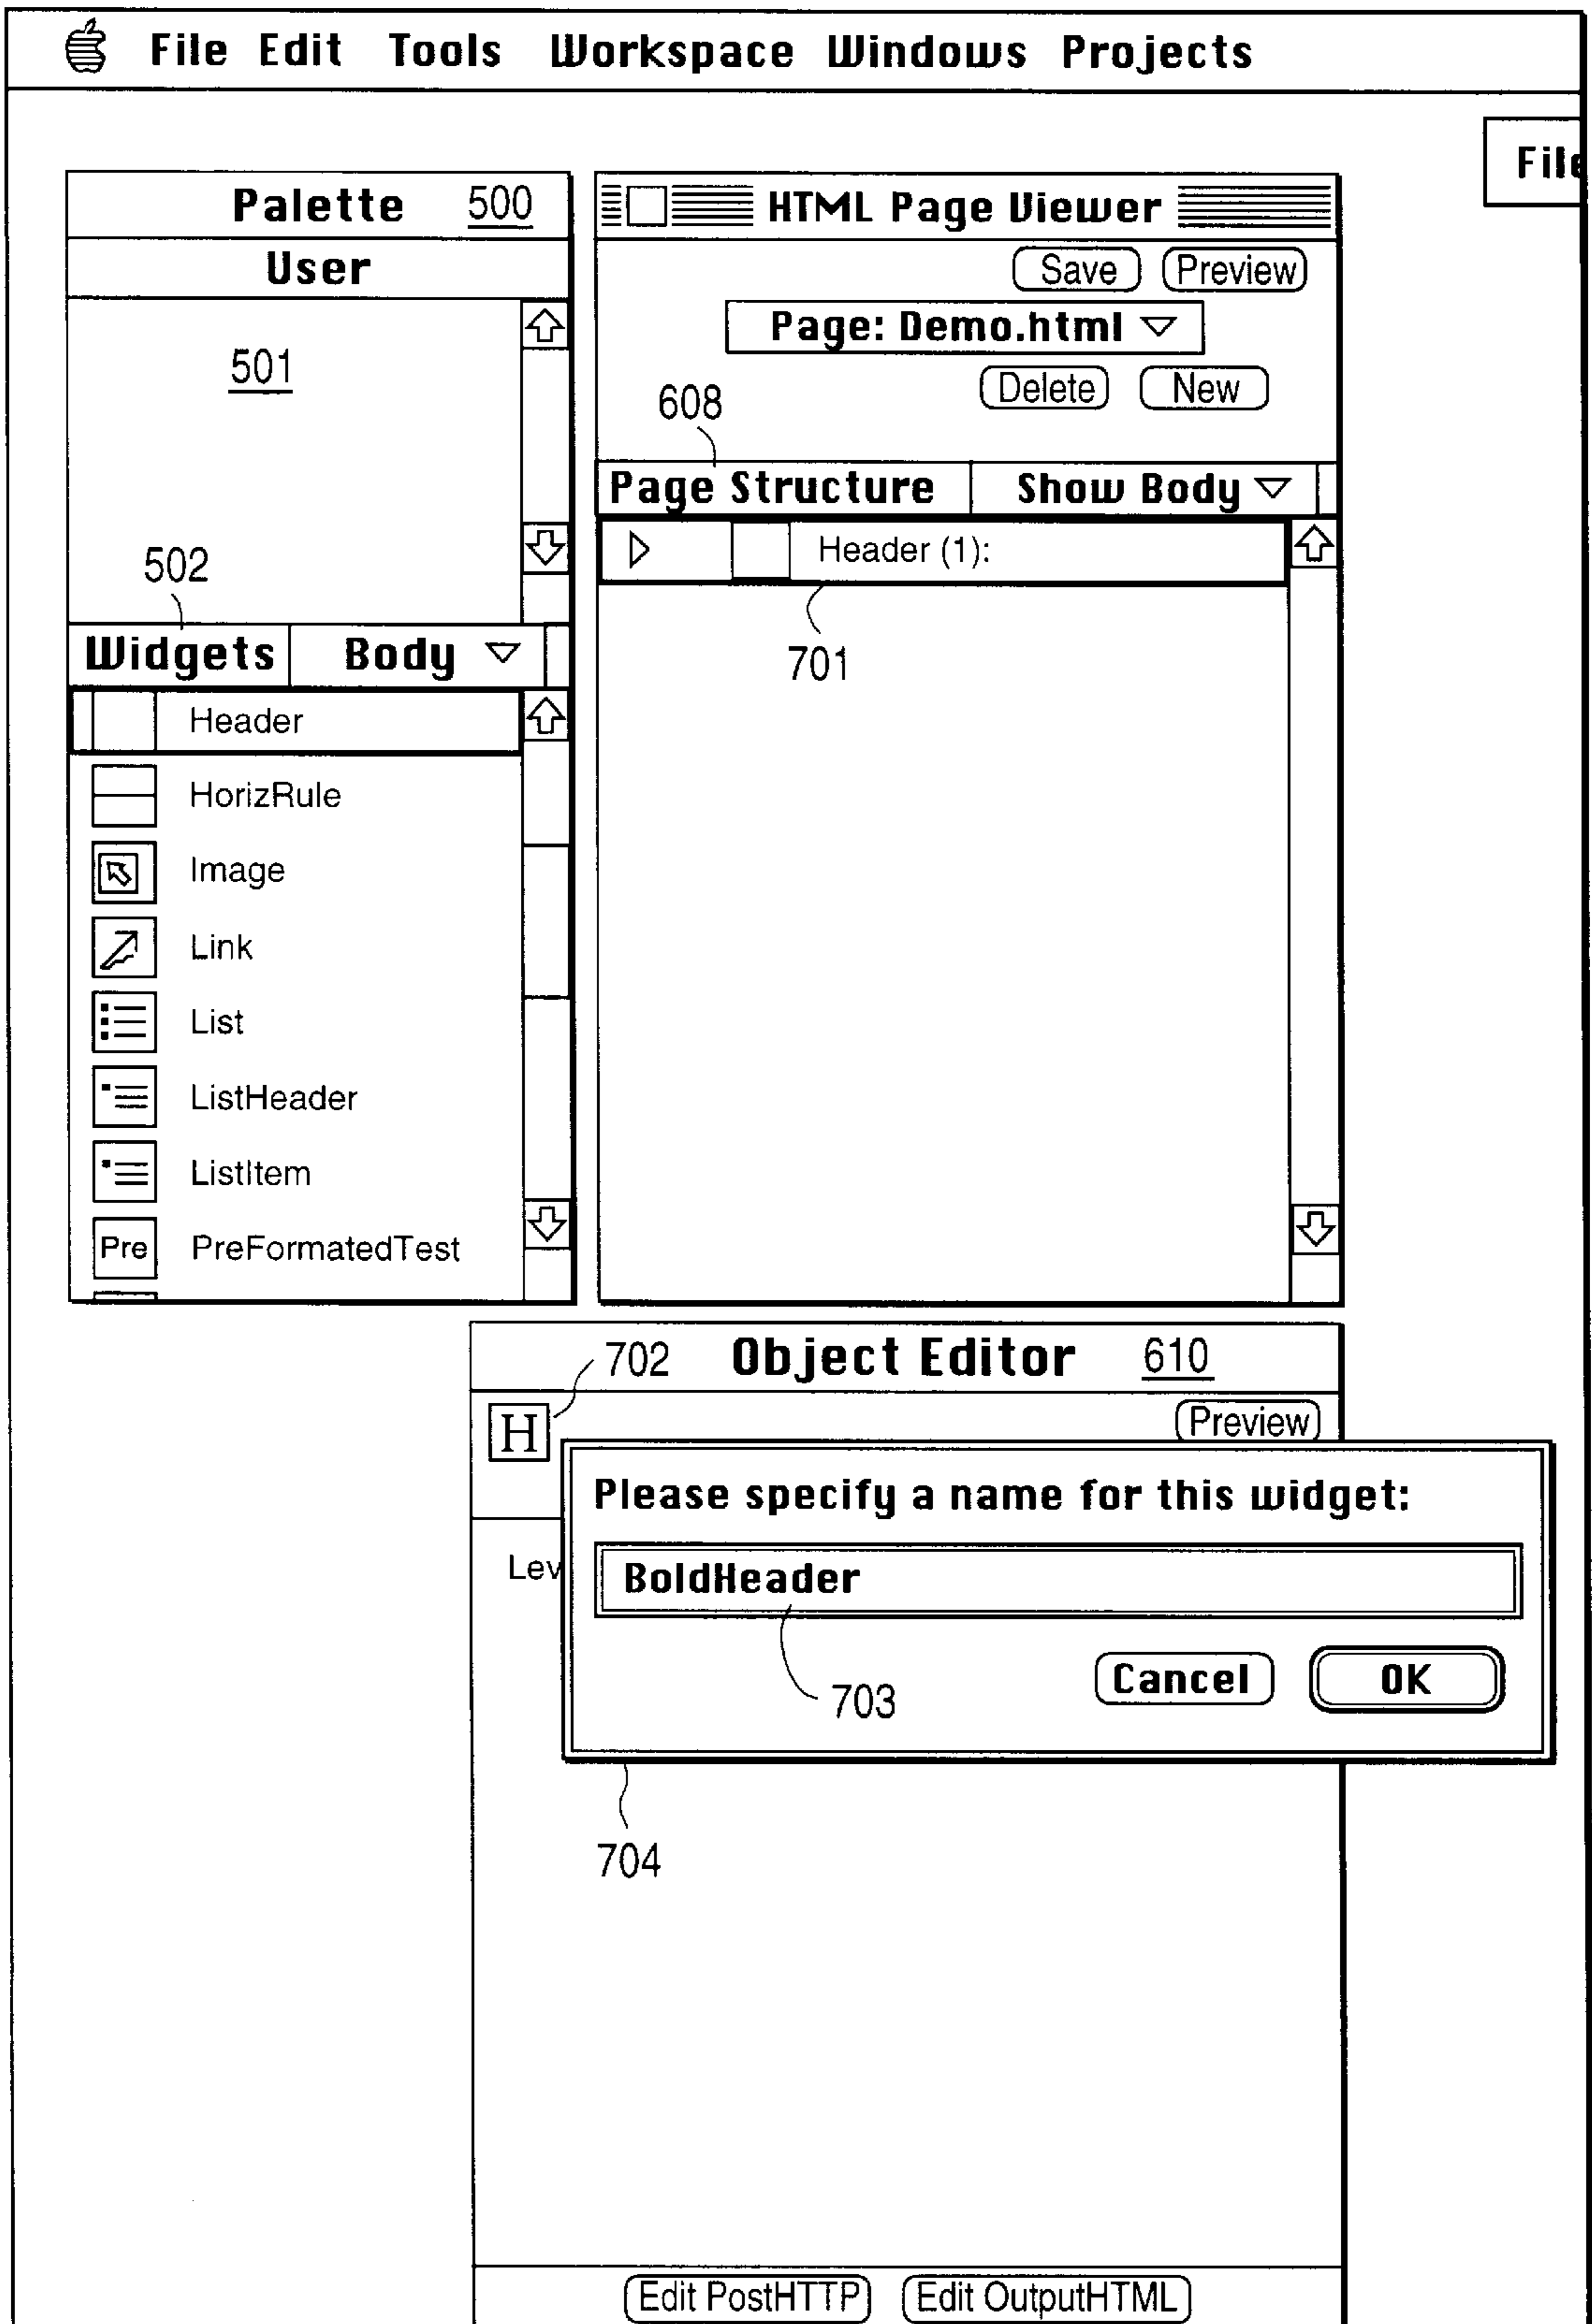 File Edit Tools Workspace Windows Projects
File
Palette 500
User
501
502
Widgets Body
Header
HorizRule
Image
Link
List
ListHeader
ListItem
Pre PreFormatedTest
HTML Page Viewer
Save Preview
Page: Demo.html
Delete New
608
Page Structure Show Body
Header (1):
701
702 Object Editor 610
H Preview
Please specify a name for this widget:
Lev
BoldHeader
703
Cancel OK
704
Edit PostHTTP Edit OutputHTML